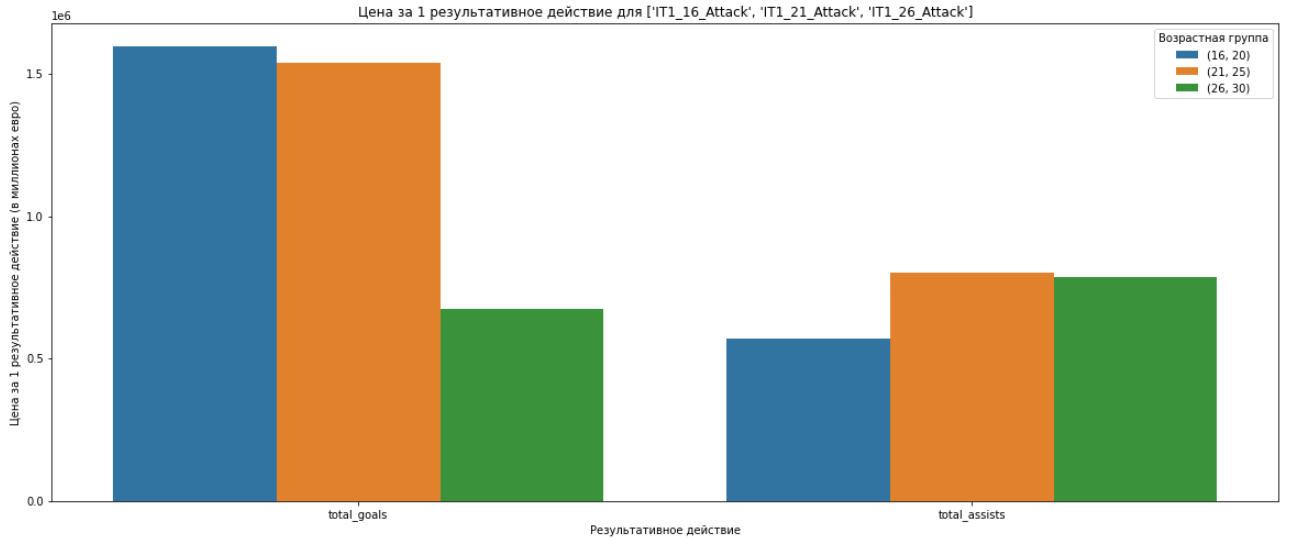 Цена за 1 результативное действие для ['IT1_16_Attack', 'IT1_21_Attack', 'IT1_26_Attack']
1e6
Возрастная группа
(16, 20)
(21, 25)
(26, 30)
1.5
1.0
0.5
0.0
Цена за 1 результативное действие (в миллионах евро)
total_goals
total_assists
Результативное действие